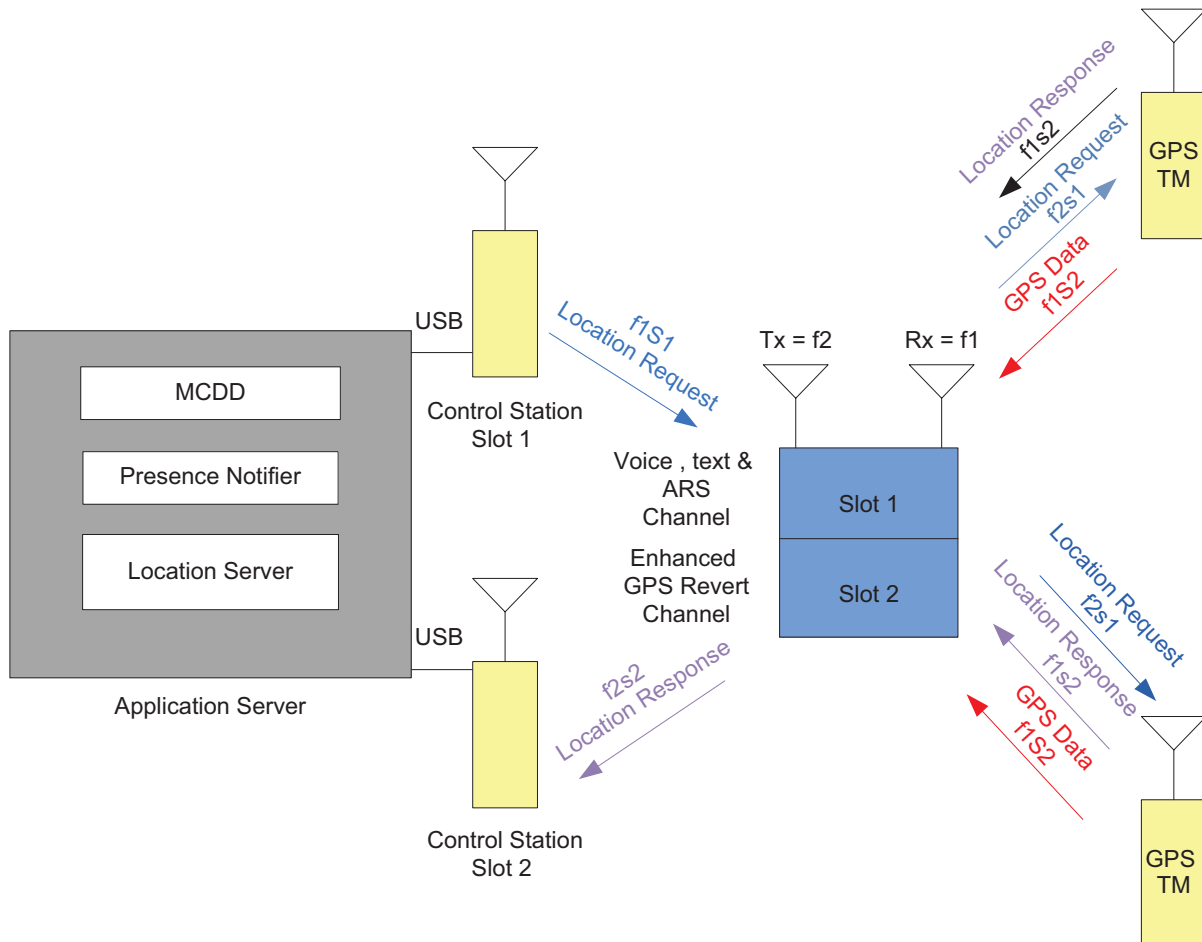 Location Response
f1s2
Location Request
f2s1
GPS Data
f1S2
GPS
TM
USB
f1S1
Location Request
Tx = f2
Rx = f1
MCDD
Presence Notifier
Location Server
Control Station
Slot 1
Voice , text &
ARS
Channel
Slot 1
Enhanced
GPS Revert
Channel
Slot 2
USB
Application Server
f2s2
Location Response
Control Station
Slot 2
Location Request
f2s1
Location Response
f1s2
GPS Data
f1S2
GPS
TM